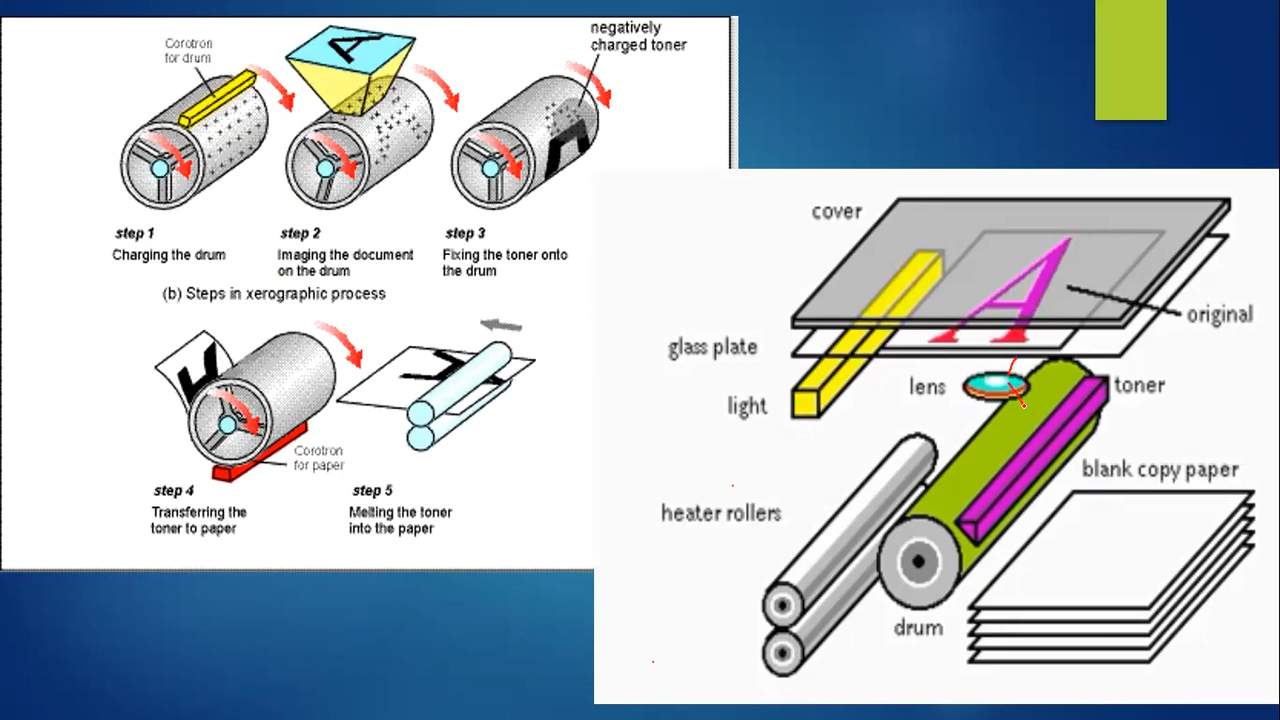 Corotron
for drum
negatively
charged toner
step 1
Charging the drum
step 2
Imaging the document
on the drum
step 3
Fixing the toner onto
the drum
(b) Steps in xerographic process
Corotron
for paper
step 4
Transferring the
toner to paper
step 5
Melting the toner
into the paper
cover
A
original
glass plate
light
lens
toner
blank copy paper
heater rollers
drum